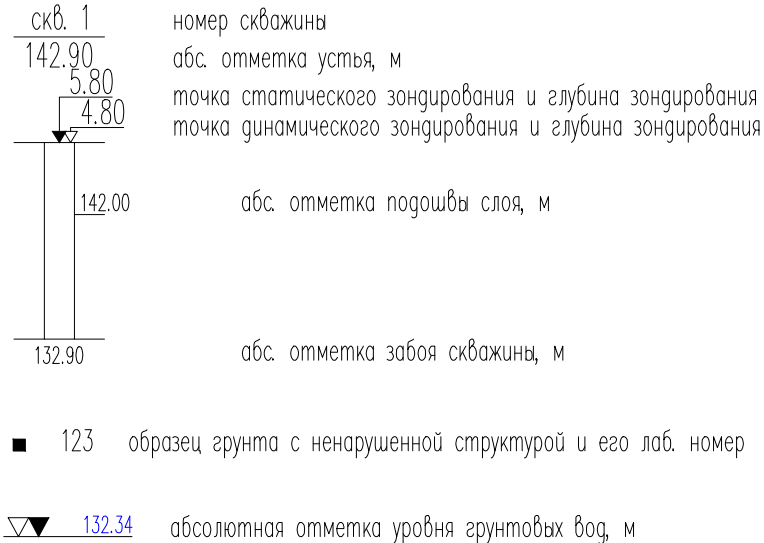 скв. 1 номер скважины
142.90 абс. отметка устья, м
5.80 точка статического зондирования и глубина зондирования
4.80 точка динамического зондирования и глубина зондирования
142.00 абс. отметка подошвы слоя, м
132.90 абс. отметка забоя скважины, м
123 образец грунта с ненарушенной структурой и его лаб. номер
132.34 абсолютная отметка уровня грунтовых вод, м